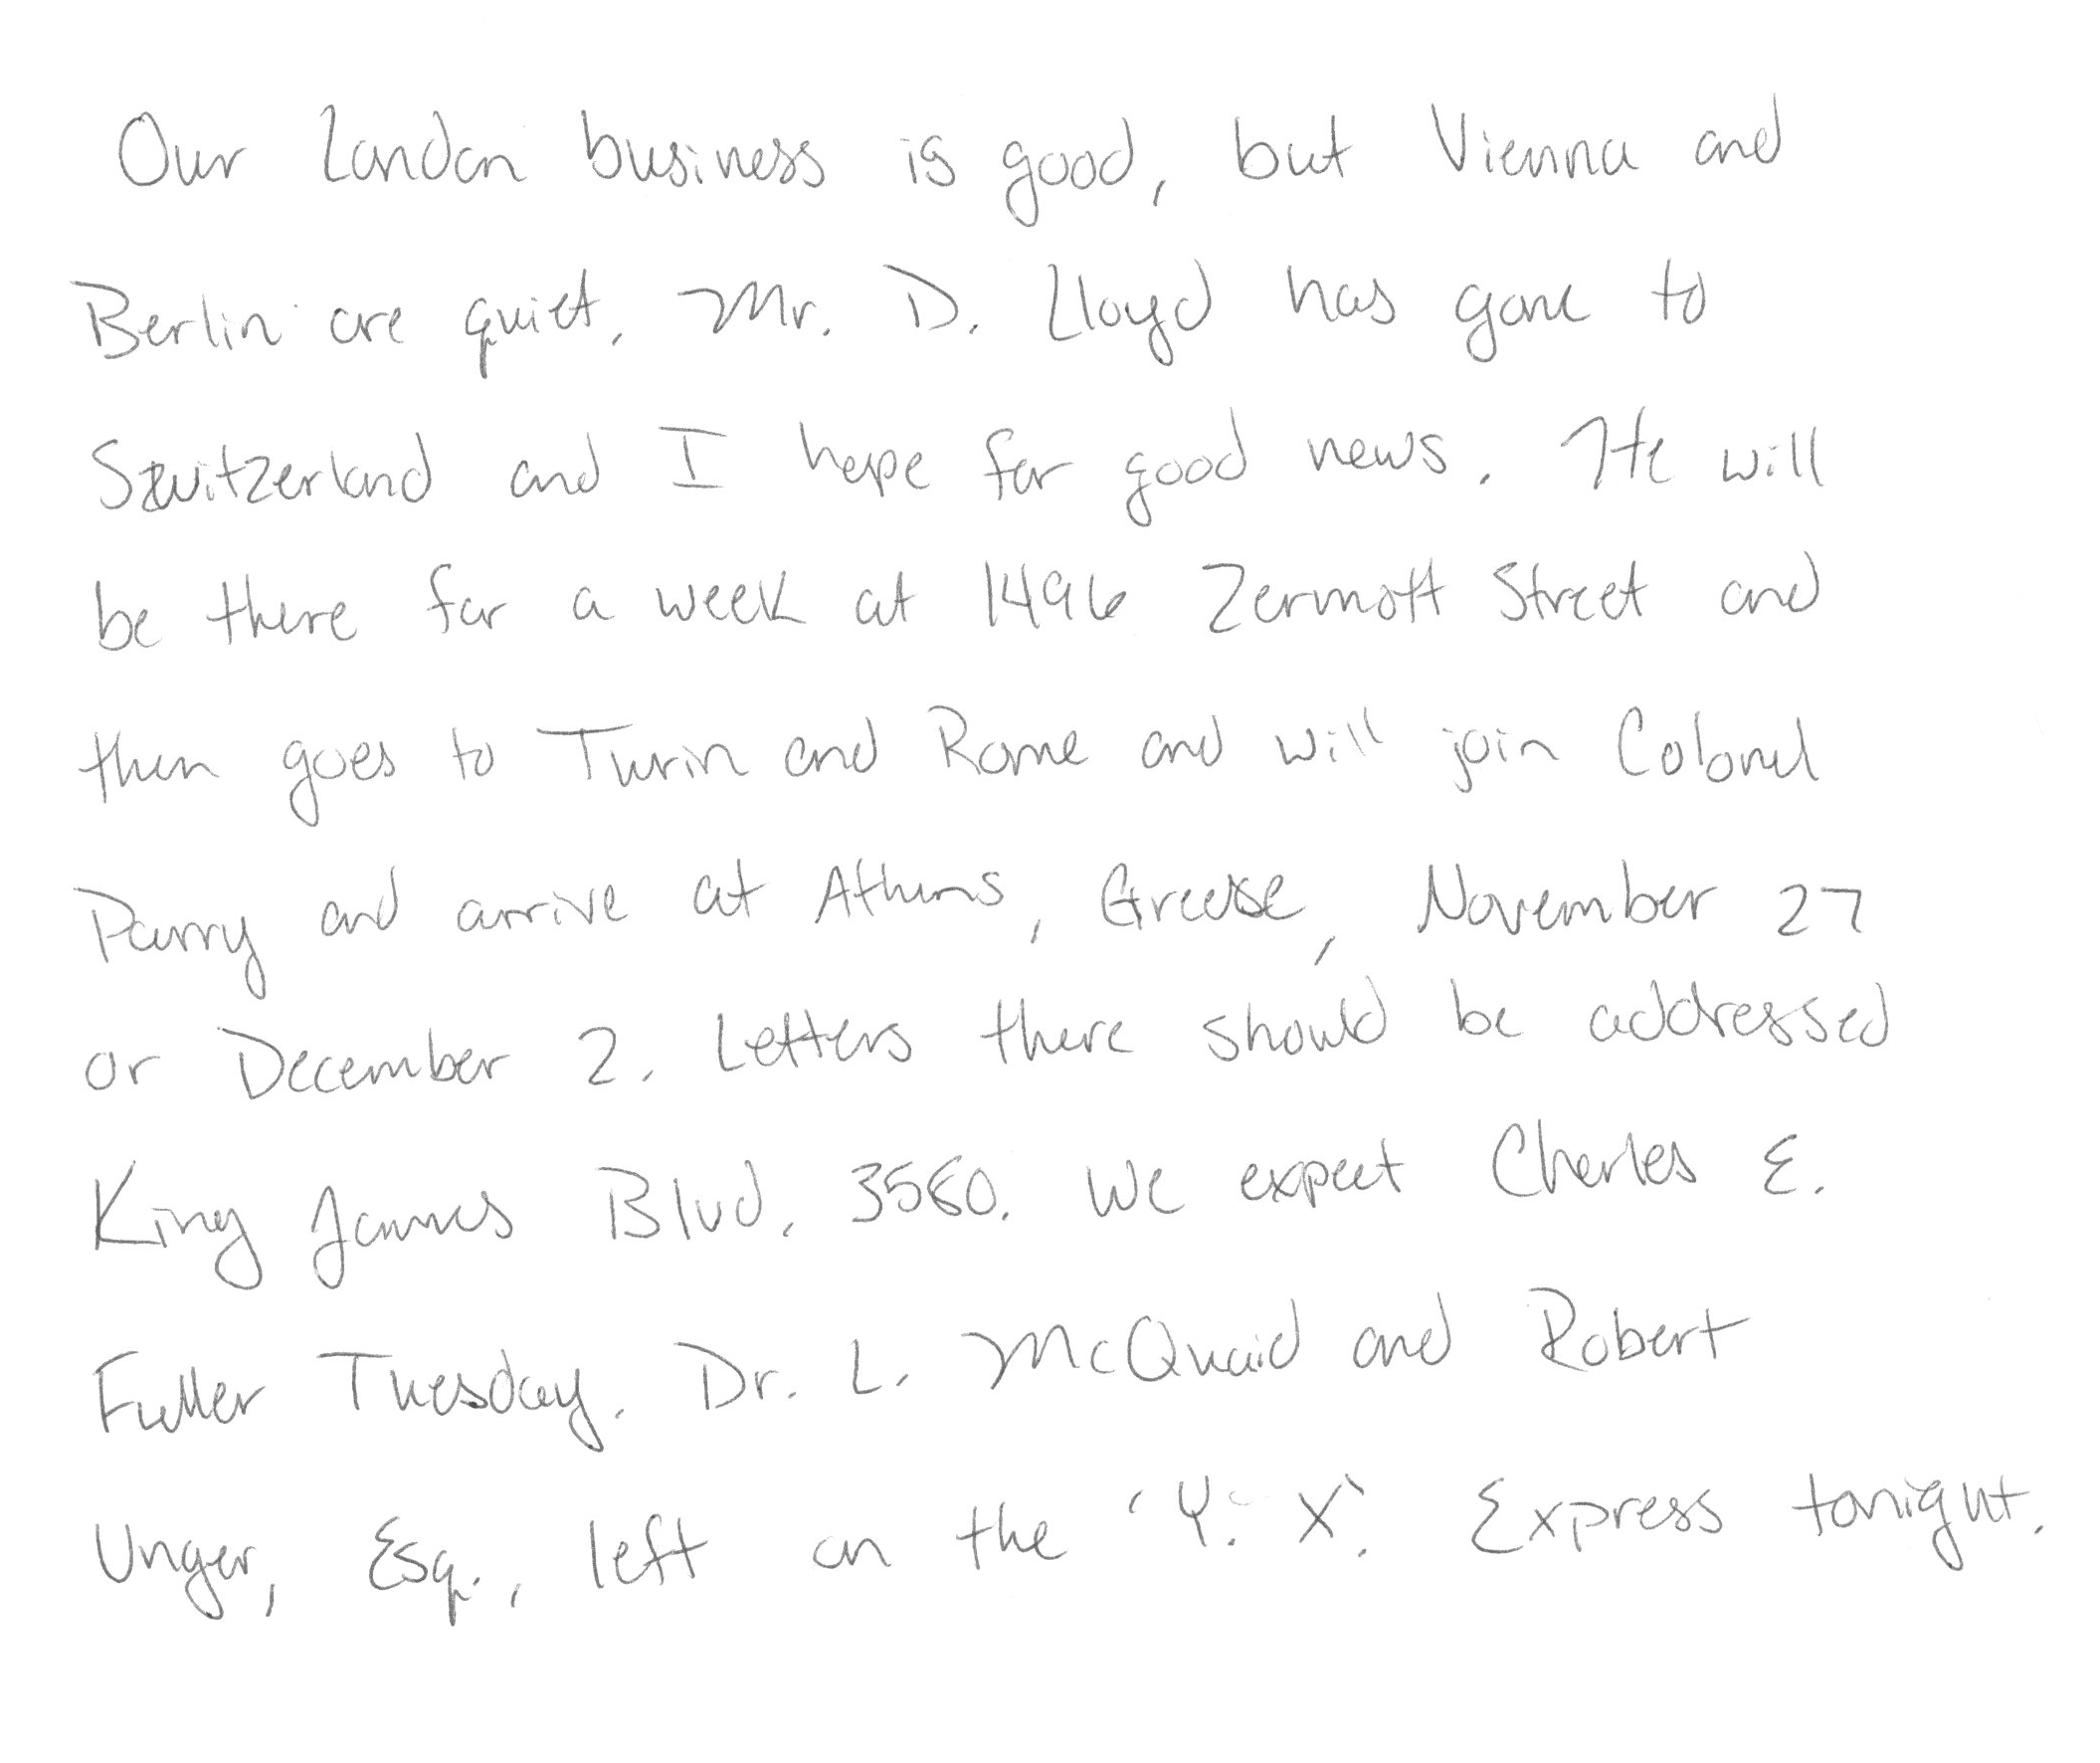 Our London business is good, but Vienna and
Berlin are quiet. Mr. D. Lloyd has gone to
Switzerland and I hope for good news. He will
be there for a week at 1496 Zermott Street and
then goes to Turin and Rome and will join Colonel
Parry and arrive at Athens, Greese, November 27
or December 2. Letters there should be addressed
King James Blvd. 3580. We expect Charles E.
Fuller Tuesday. Dr. L. McQuaid and Robert
Unger, Esq., left on the 'Y. X.' Express tonight.